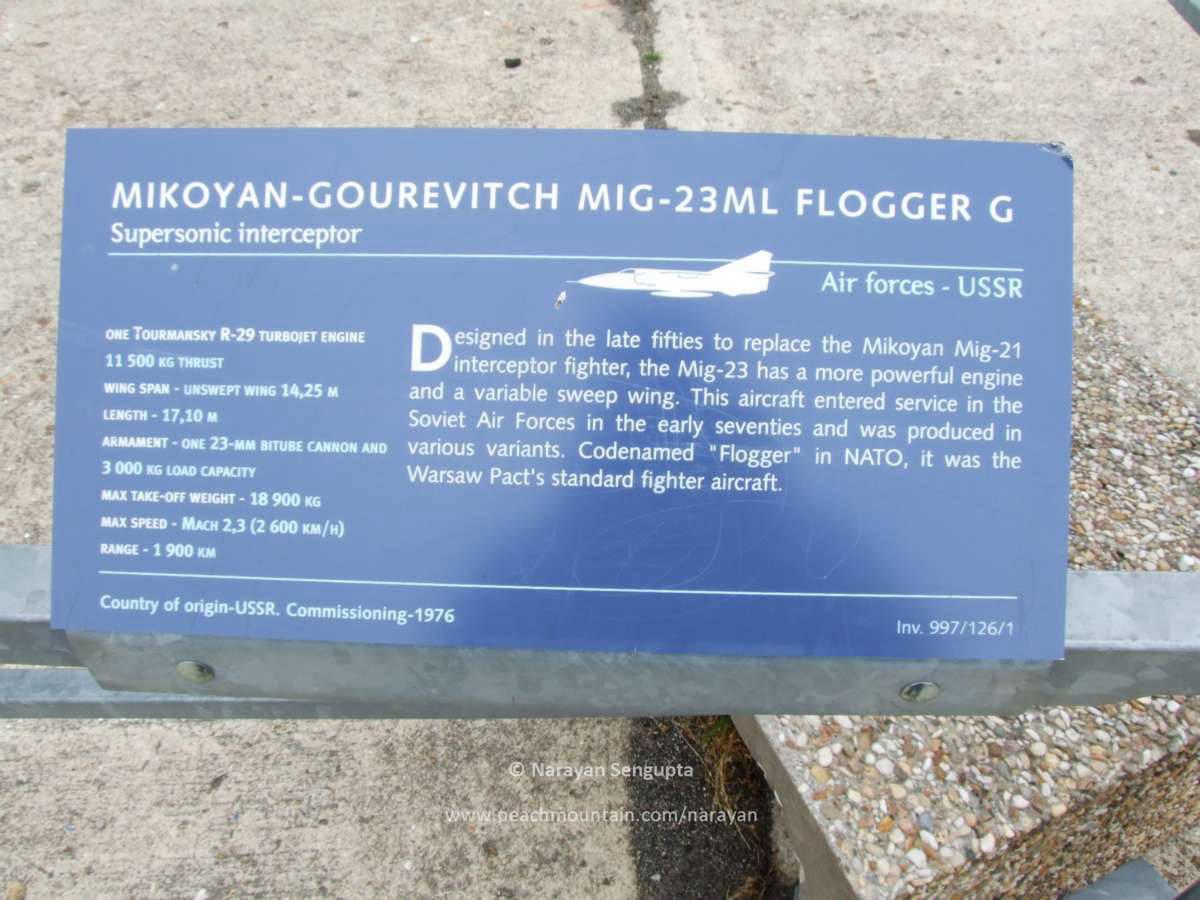 MIKOYAN-GOUREVITCH MIG-23ML FLOGGER G
Supersonic interceptor
Air forces - USSR
ONE TOURMANSKY R-29 TURBOJET ENGINE
11 500 KG THRUST
WING SPAN - UNSWEPT WING 14,25 M
LENGTH - 17,10 M
ARMAMENT - ONE 23-MM BITUBE CANNON AND
3 000 KG LOAD CAPACITY
MAX TAKE-OFF WEIGHT - 18 900 KG
MAX SPEED - MACH 2,3 (2 600 KM/H)
RANGE - 1 900 KM
Designed in the late fifties to replace the Mikoyan Mig-21
interceptor fighter, the Mig-23 has a more powerful engine
and a variable sweep wing. This aircraft entered service in the
Soviet Air Forces in the early seventies and was produced in
various variants. Codenamed "Flogger" in NATO, it was the
Warsaw Pact's standard fighter aircraft.
Country of origin-USSR. Commissioning-1976
Inv. 997/126/1
© Narayan Sengupta
www.peachmountain.com/narayan